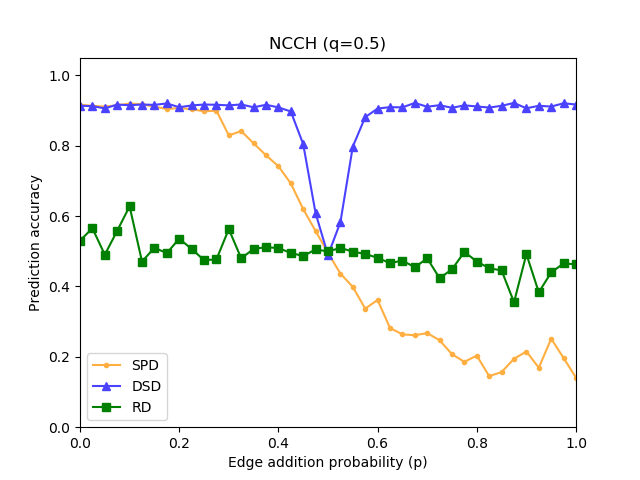 NCCH (q=0.5)
Prediction accuracy
1.0
0.8
0.6
0.4
0.2
0.0
SPD
DSD
RD
0.0 0.2 0.4 0.6 0.8 1.0
Edge addition probability (p)